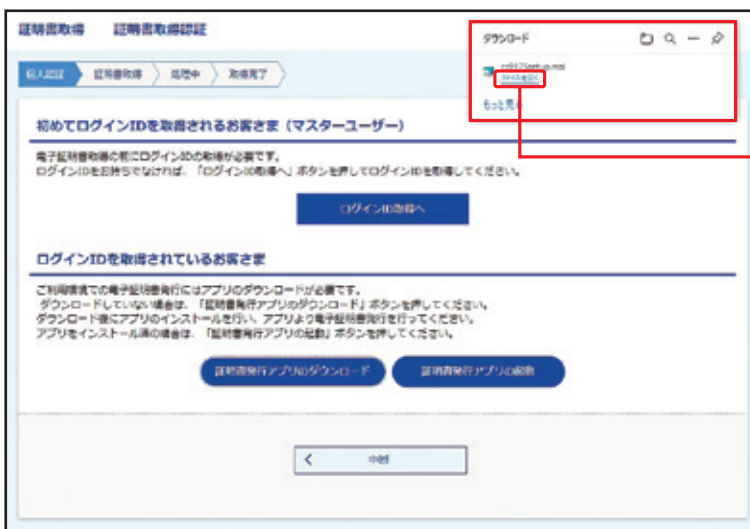 証明書取得 証明書取得認証
ダウンロード
個人認証 証明書取得 処理中 取得完了
ファイルを開く
もっと見る
初めてログインIDを取得されるお客さま（マスターユーザー）
電子証明書取得の前にログインIDの取得が必要です。
ログインIDをお持ちでなければ、「ログインID取得へ」ボタンを押してログインIDを取得してください。
ログインID取得へ
ログインIDを取得されているお客さま
ご利用環境での電子証明書発行にはアプリのダウンロードが必要です。
ダウンロードしていない場合は、「証明書発行アプリのダウンロード」ボタンを押してください。
ダウンロード後にアプリのインストールを行い、アプリより電子証明書発行を行ってください。
アプリをインストール済の場合は、「証明書発行アプリの起動」ボタンを押してください。
証明書発行アプリのダウンロード 証明書発行アプリの起動
中断